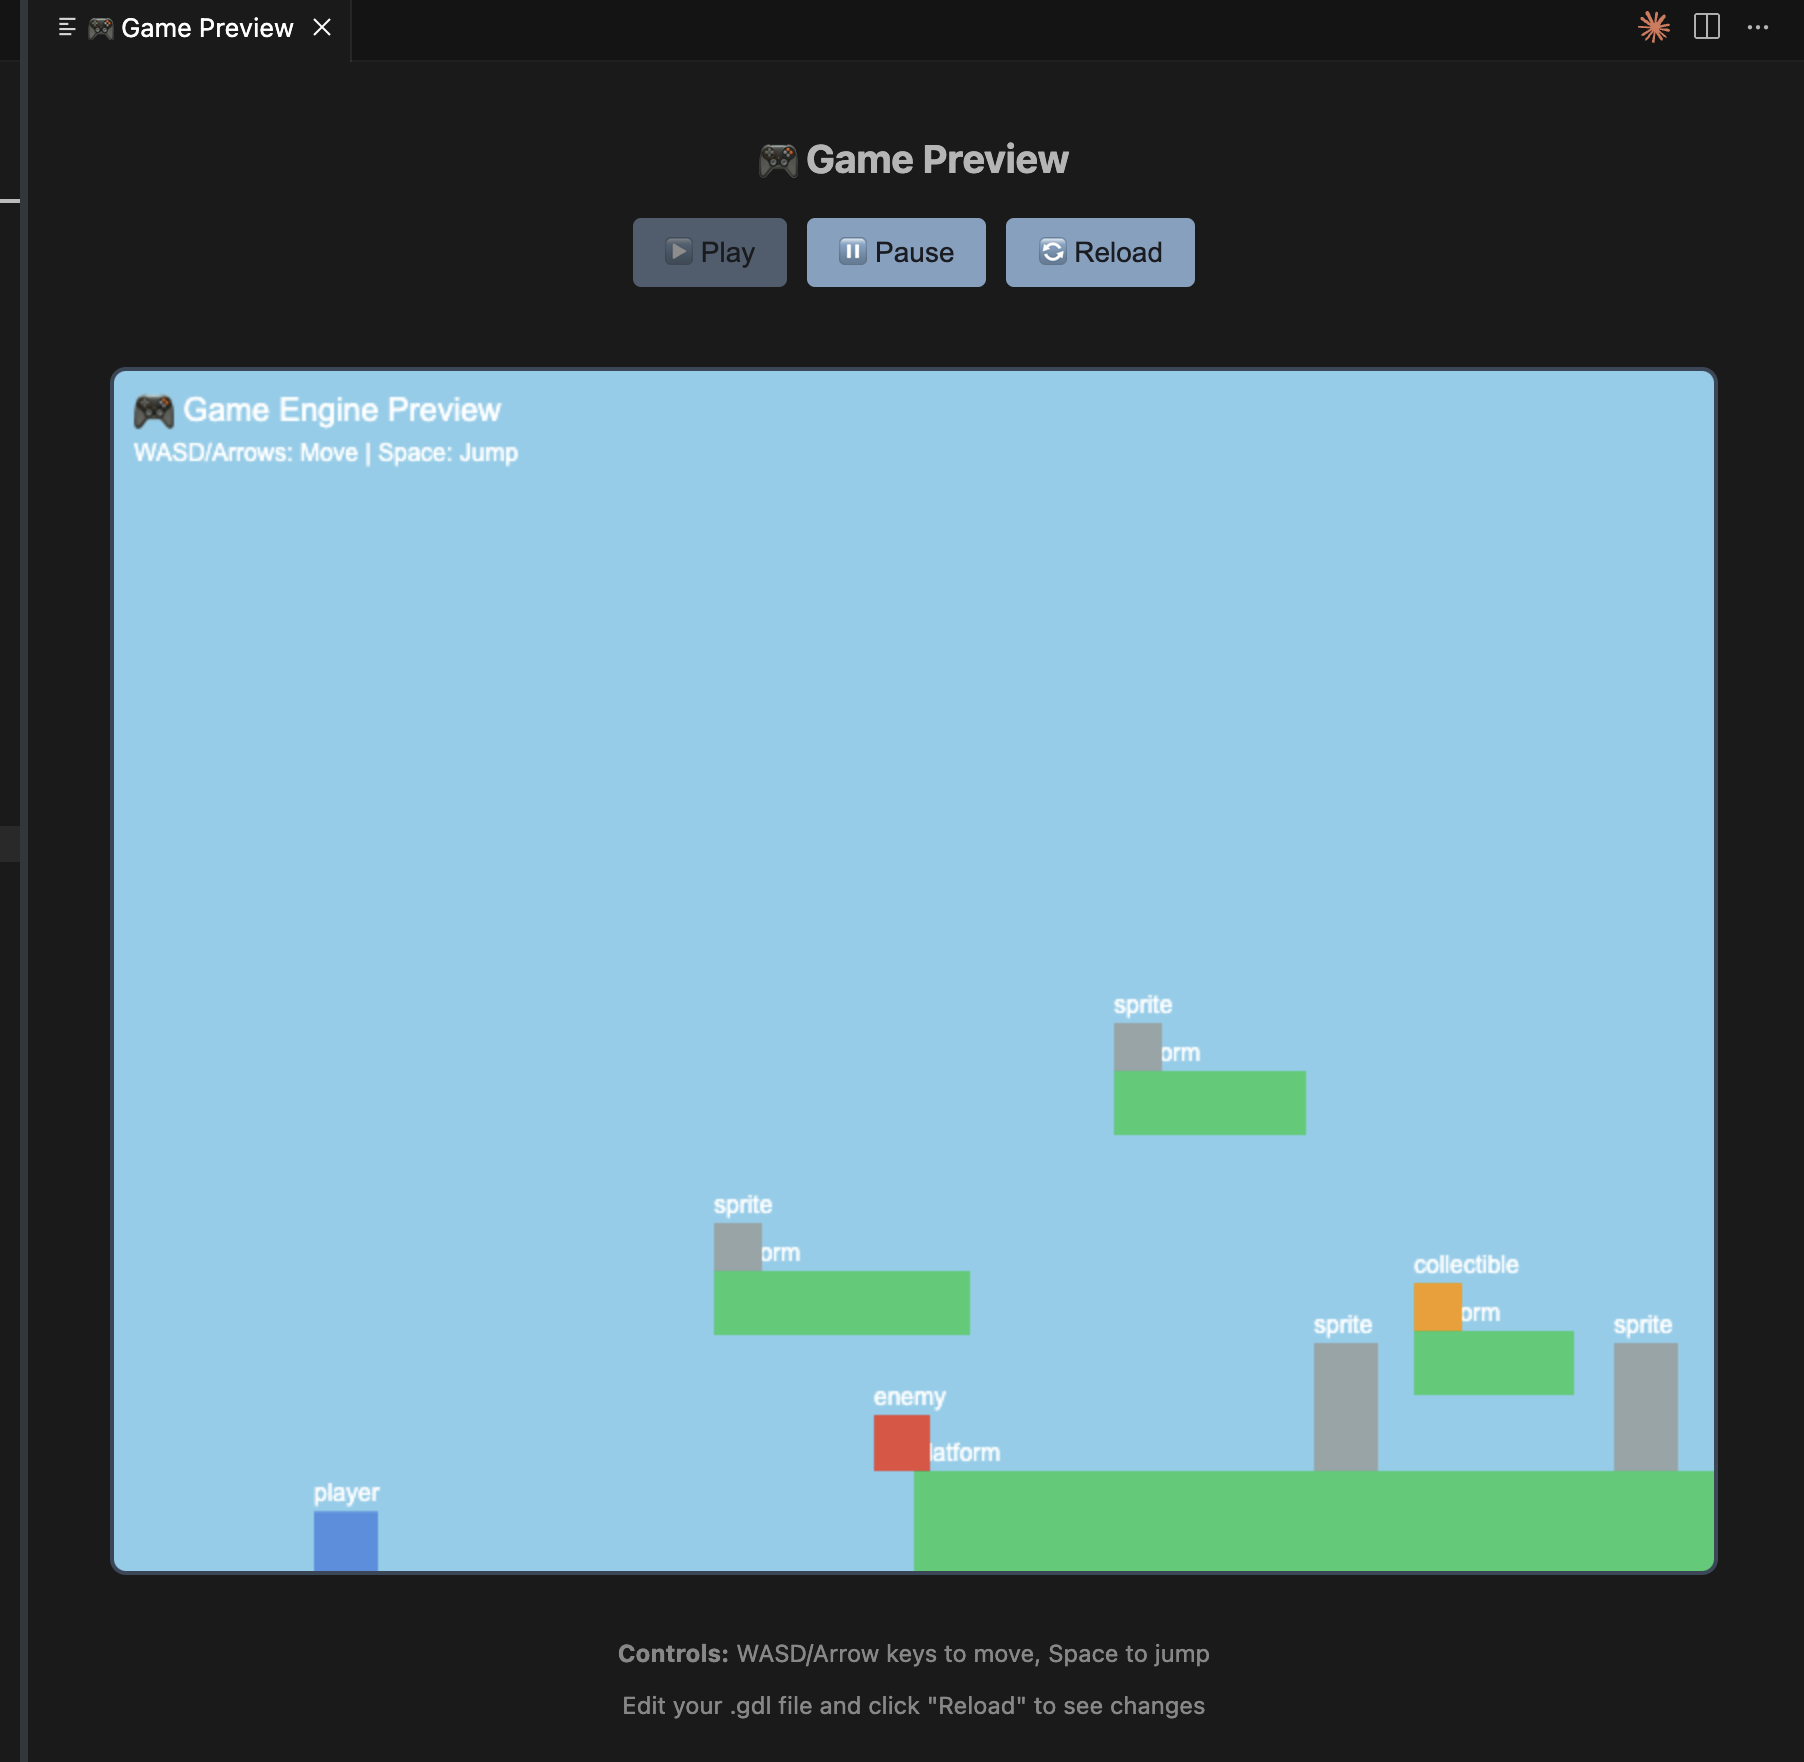 Game Preview
Game Preview
Play
Pause
Reload
Game Engine Preview
WASD/Arrows: Move | Space: Jump
sprite
orm
sprite
orm
collectible
orm
sprite
sprite
enemy
latform
player
Controls: WASD/Arrow keys to move, Space to jump
Edit your .gdl file and click "Reload" to see changes